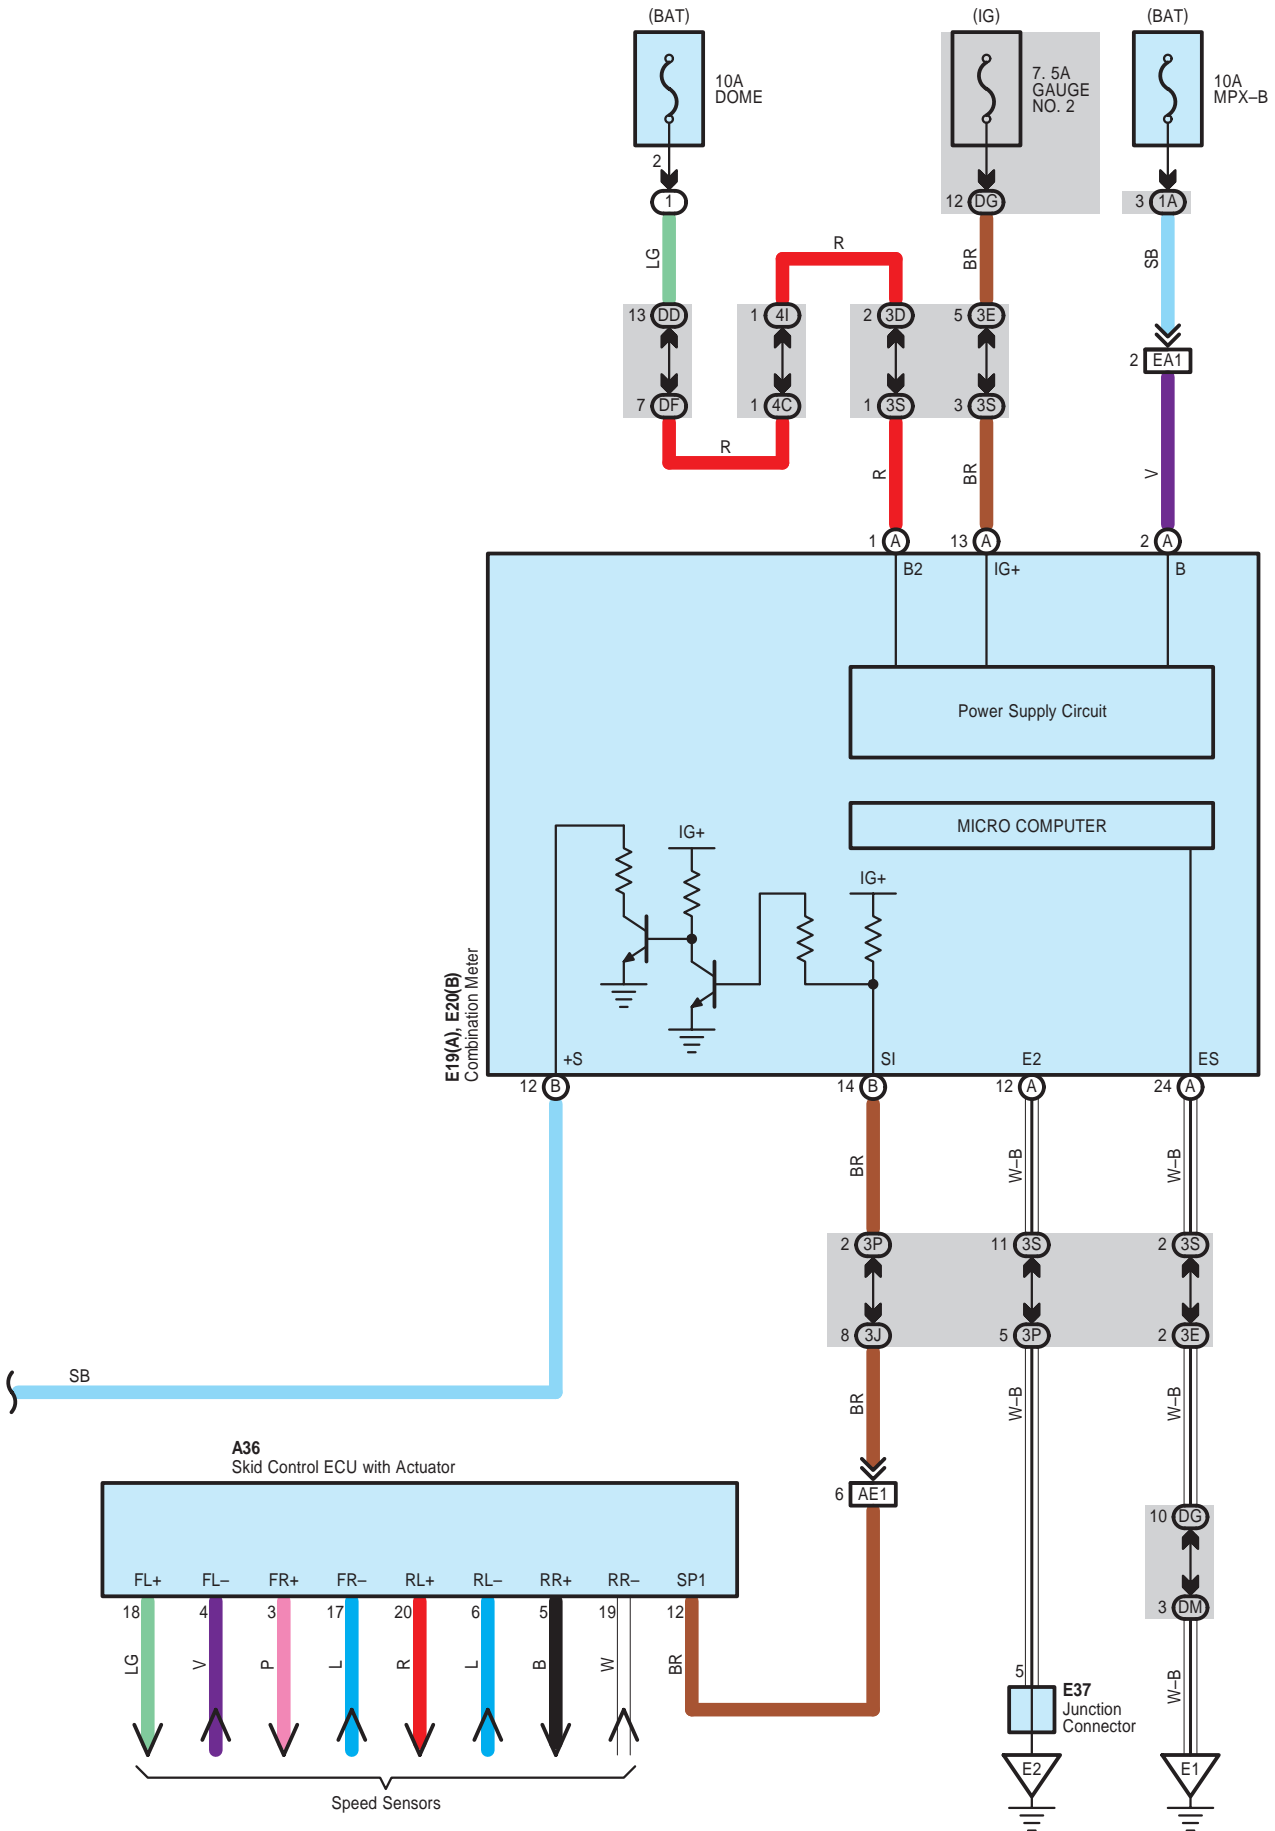 (BAT) (IG) (BAT)
10A
DOME
7. 5A
GAUGE
NO. 2
10A
MPX–B
2
1
12 DG
3 1A
LG
R
BR
SB
13 DD
1 4I
2 3D
5 3E
2 EA1
7 DF
1 4C
1 3S
3 3S
R
R
BR
V
1 A
13 A
2 A
B2 IG+ B
Power Supply Circuit
MICRO COMPUTER
IG+
IG+
E19(A), E20(B)
Combination Meter
+S SI E2 ES
12 B
14 B
12 A
24 A
BR
W–B
W–B
2 3P
11 3S
2 3S
8 3J
5 3P
2 3E
SB
BR
W–B
W–B
A36
Skid Control ECU with Actuator
6 AE1
10 DG
3 DM
FL+ FL– FR+ FR– RL+ RL– RR+ RR– SP1
18 4 3 17 20 6 5 19 12
LG V P L R L B W BR
W–B
5
E37
Junction
Connector
E2
E1
Speed Sensors